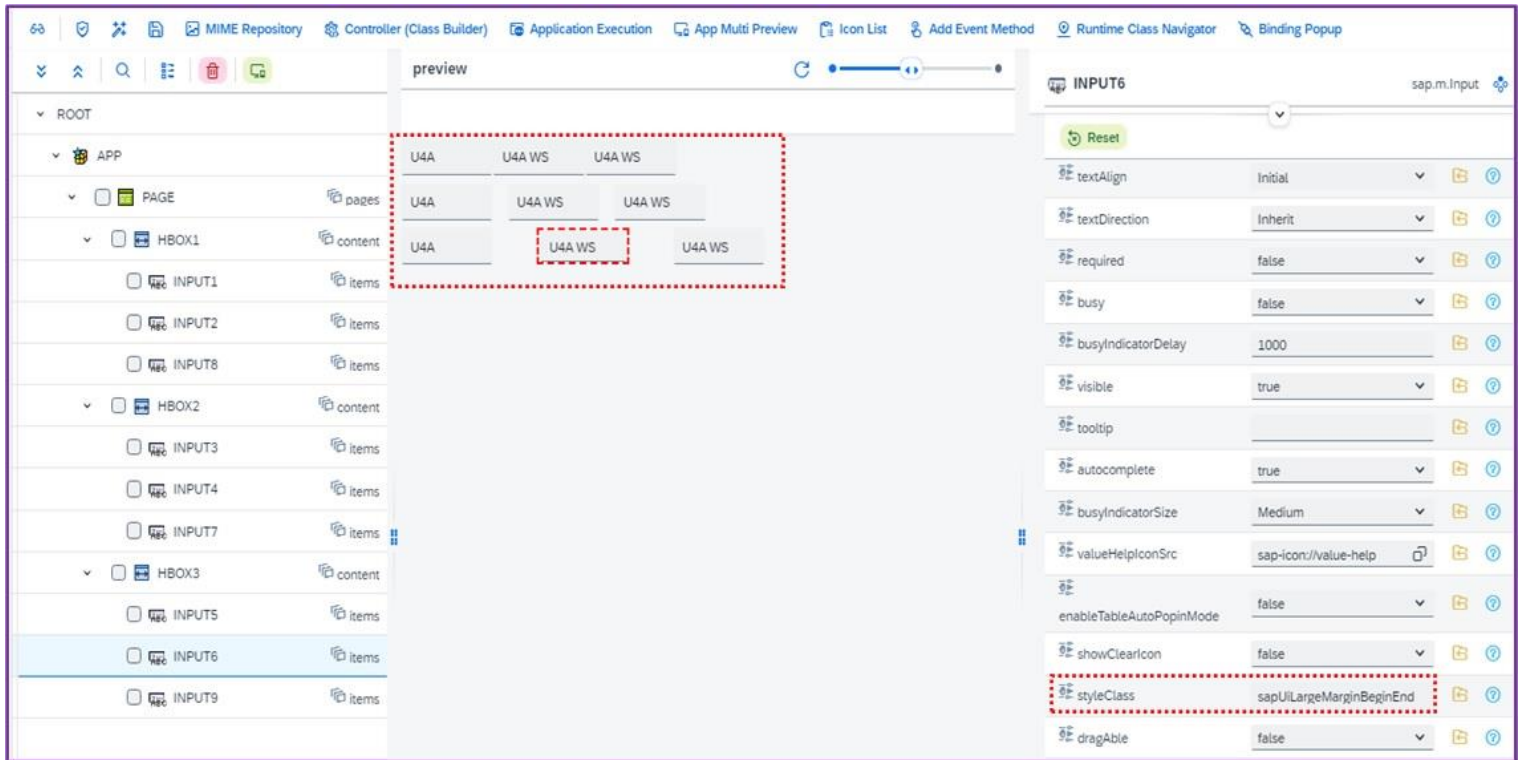 MIME Repository Controller (Class Builder) Application Execution App Multi Preview Icon List Add Event Method Runtime Class Navigator Binding Popup
preview
INPUT6 sap.m.Input
ROOT
Reset
APP
U4A U4A WS U4A WS
textAlign Initial
PAGE pages
U4A U4A WS U4A WS
textDirection Inherit
HBOX1 content
U4A U4A WS U4A WS
required false
INPUT1 items
busy false
INPUT2 items
busyIndicatorDelay 1000
INPUT8 items
visible true
HBOX2 content
tooltip
INPUT3 items
autocomplete true
INPUT4 items
busyIndicatorSize Medium
INPUT7 items
valueHelpIconSrc sap-icon://value-help
HBOX3 content
enableTableAutoPopinMode false
INPUT5 items
showClearIcon false
INPUT6 items
styleClass sapUiLargeMarginBeginEnd
INPUT9 items
dragAble false